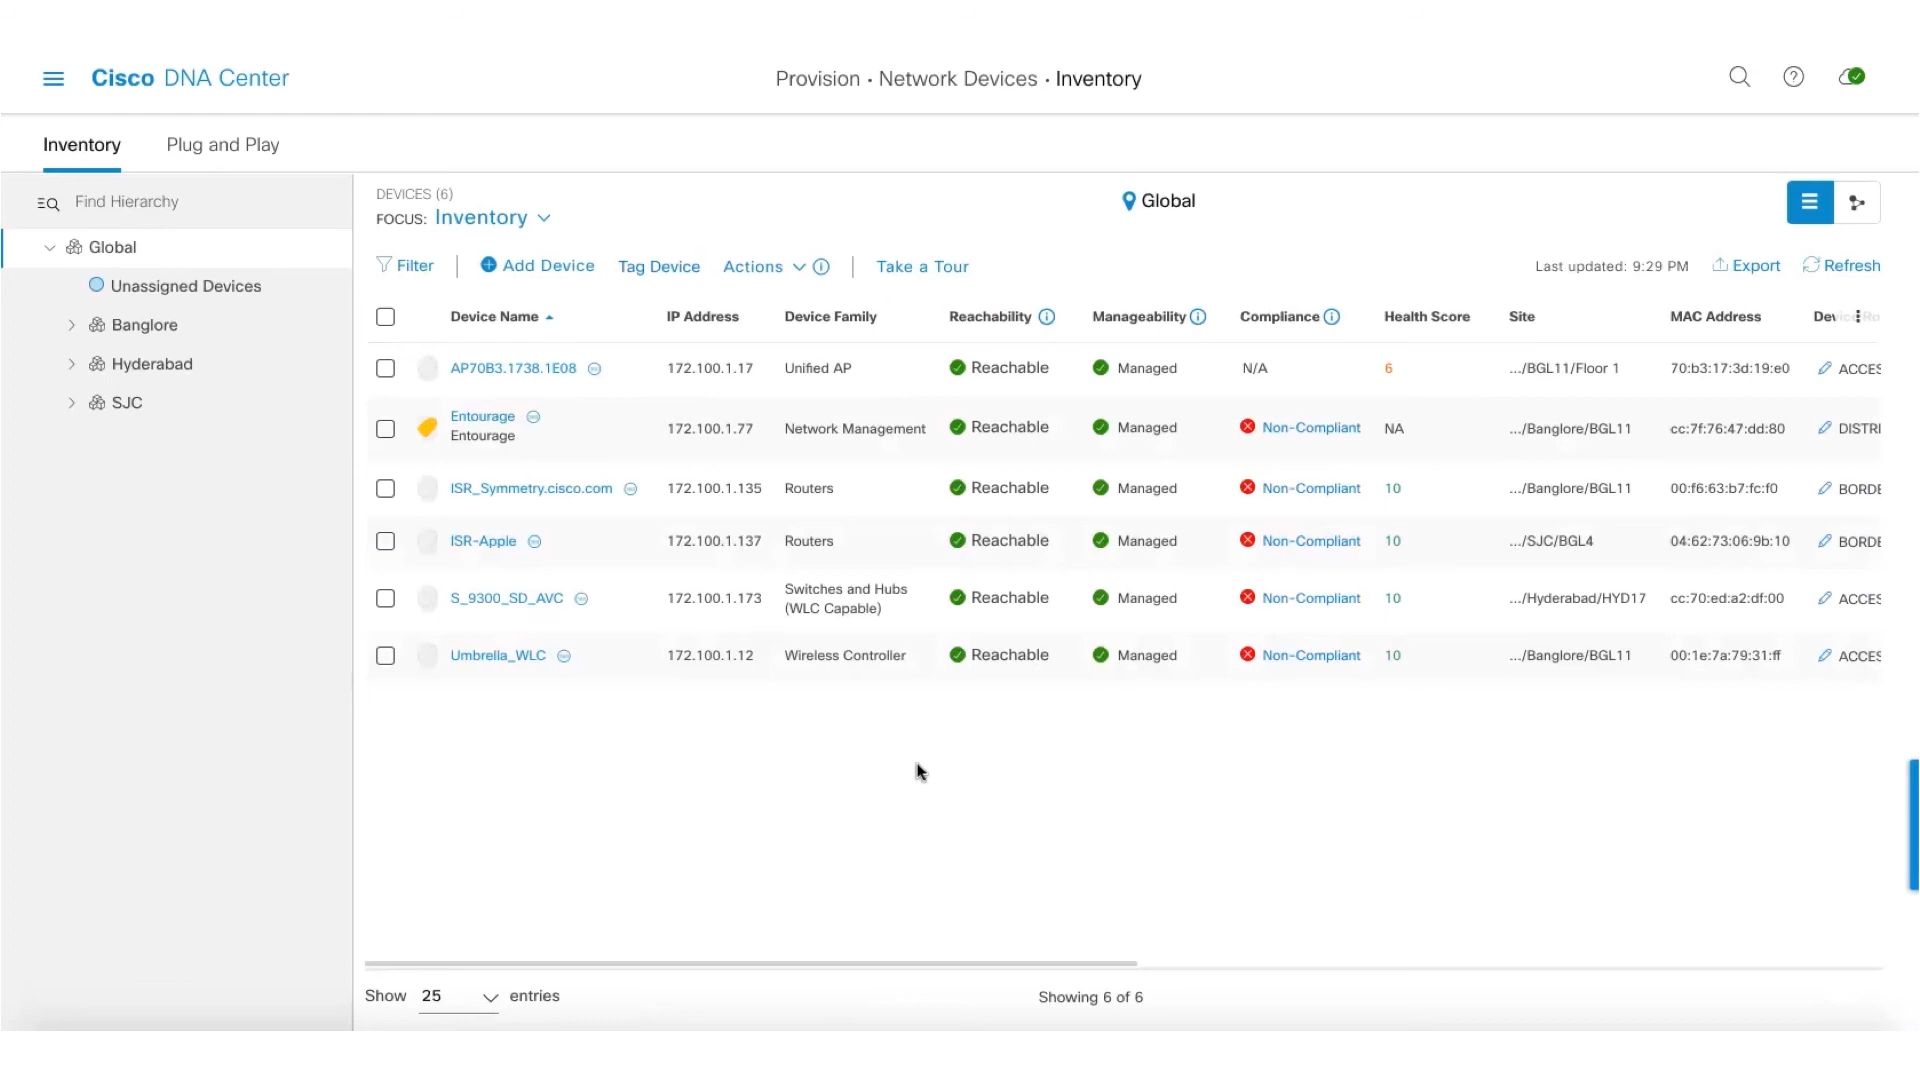 Cisco DNA Center
Provision · Network Devices · Inventory
Inventory Plug and Play
Find Hierarchy
Global
Unassigned Devices
Banglore
Hyderabad
SJC
DEVICES (6)
FOCUS: Inventory
Global
Filter Add Device Tag Device Actions Take a Tour Last updated: 9:29 PM Export Refresh
Device Name IP Address Device Family Reachability Manageability Compliance Health Score Site MAC Address
AP70B3.1738.1E08 172.100.1.17 Unified AP Reachable Managed N/A 6 .../BGL11/Floor 1 70:b3:17:3d:19:e0 ACCES
Entourage
Entourage 172.100.1.77 Network Management Reachable Managed Non-Compliant NA .../Banglore/BGL11 cc:7f:76:47:dd:80 DISTRI
ISR_Symmetry.cisco.com 172.100.1.135 Routers Reachable Managed Non-Compliant 10 .../Banglore/BGL11 00:f6:63:b7:fc:f0 BORDE
ISR-Apple 172.100.1.137 Routers Reachable Managed Non-Compliant 10 .../SJC/BGL4 04:62:73:06:9b:10 BORDE
S_9300_SD_AVC 172.100.1.173 Switches and Hubs
(WLC Capable) Reachable Managed Non-Compliant 10 .../Hyderabad/HYD17 cc:70:ed:a2:df:00 ACCES
Umbrella_WLC 172.100.1.12 Wireless Controller Reachable Managed Non-Compliant 10 .../Banglore/BGL11 00:1e:7a:79:31:ff ACCES
Show 25 entries Showing 6 of 6